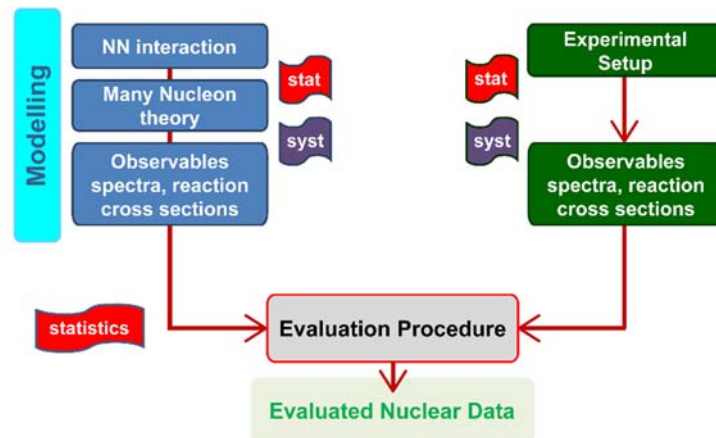 Modelling
NN interaction
Many Nucleon
theory
Observables
spectra, reaction
cross sections
stat
syst
stat
syst
Experimental
Setup
Observables
spectra, reaction
cross sections
statistics
Evaluation Procedure
Evaluated Nuclear Data